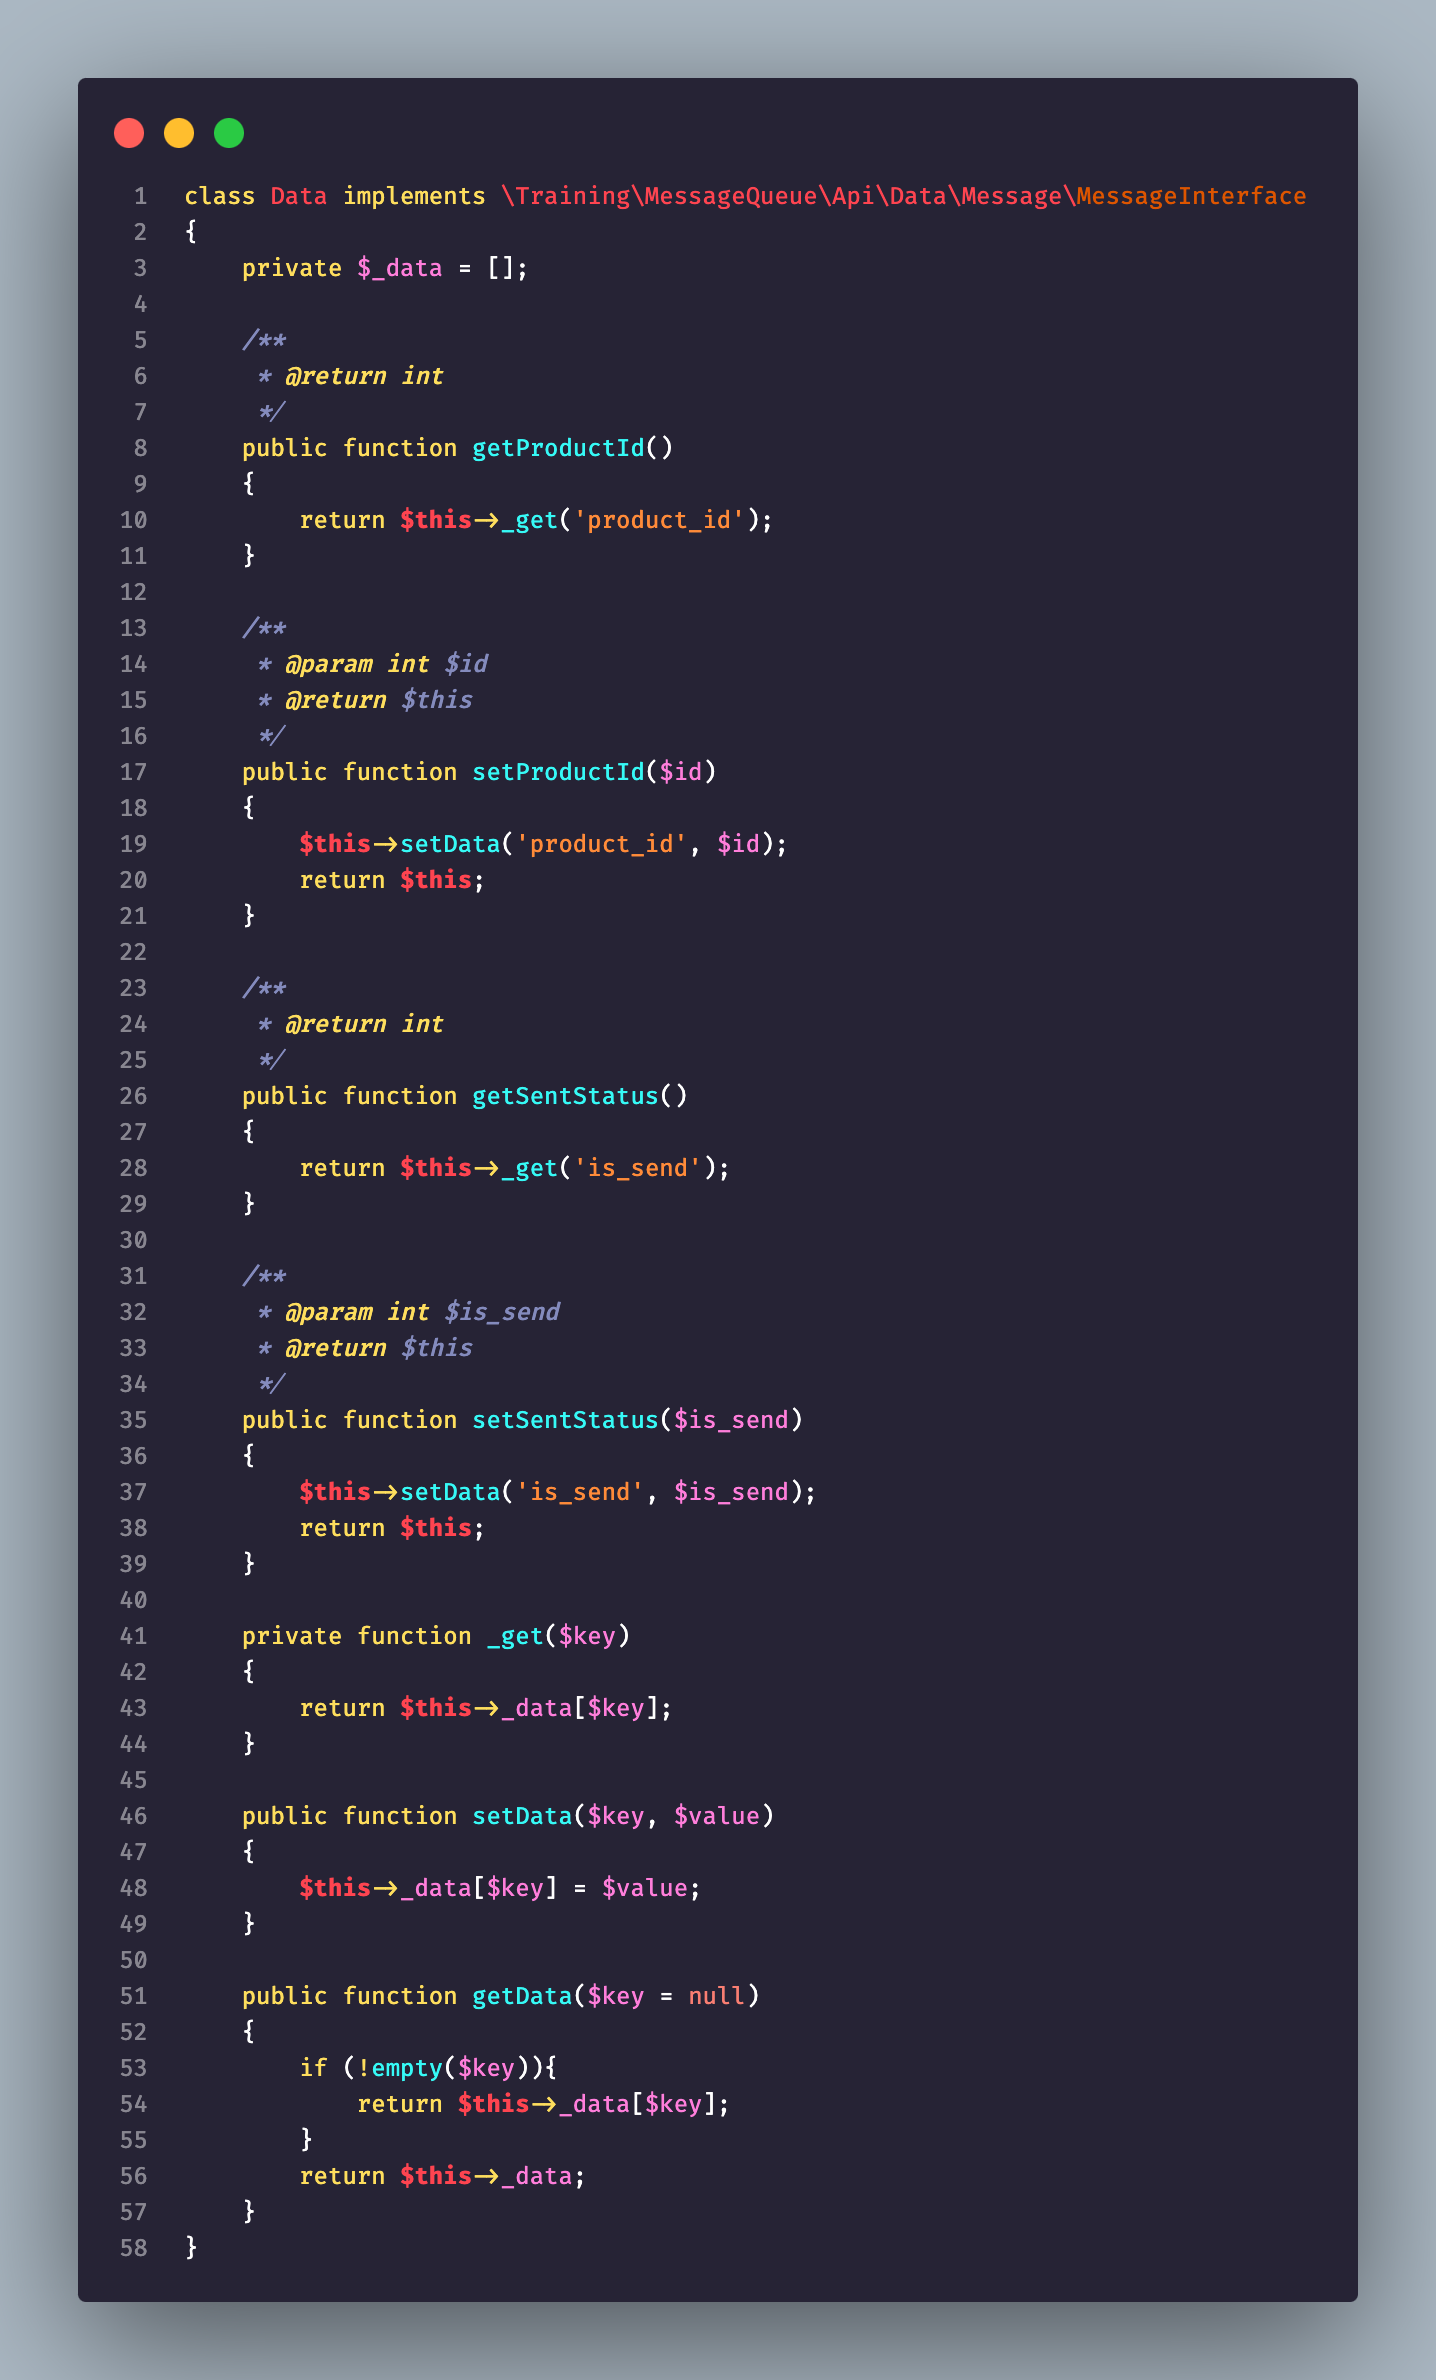 1 class Data implements \Training\MessageQueue\Api\Data\Message\MessageInterface
2 {
3     private $_data = [];
4
5     /**
6      * @return int
7      */
8     public function getProductId()
9     {
10         return $this->_get('product_id');
11     }
12
13     /**
14      * @param int $id
15      * @return $this
16      */
17     public function setProductId($id)
18     {
19         $this->setData('product_id', $id);
20         return $this;
21     }
22
23     /**
24      * @return int
25      */
26     public function getSentStatus()
27     {
28         return $this->_get('is_send');
29     }
30
31     /**
32      * @param int $is_send
33      * @return $this
34      */
35     public function setSentStatus($is_send)
36     {
37         $this->setData('is_send', $is_send);
38         return $this;
39     }
40
41     private function _get($key)
42     {
43         return $this->_data[$key];
44     }
45
46     public function setData($key, $value)
47     {
48         $this->_data[$key] = $value;
49     }
50
51     public function getData($key = null)
52     {
53         if (!empty($key)){
54             return $this->_data[$key];
55         }
56         return $this->_data;
57     }
58 }